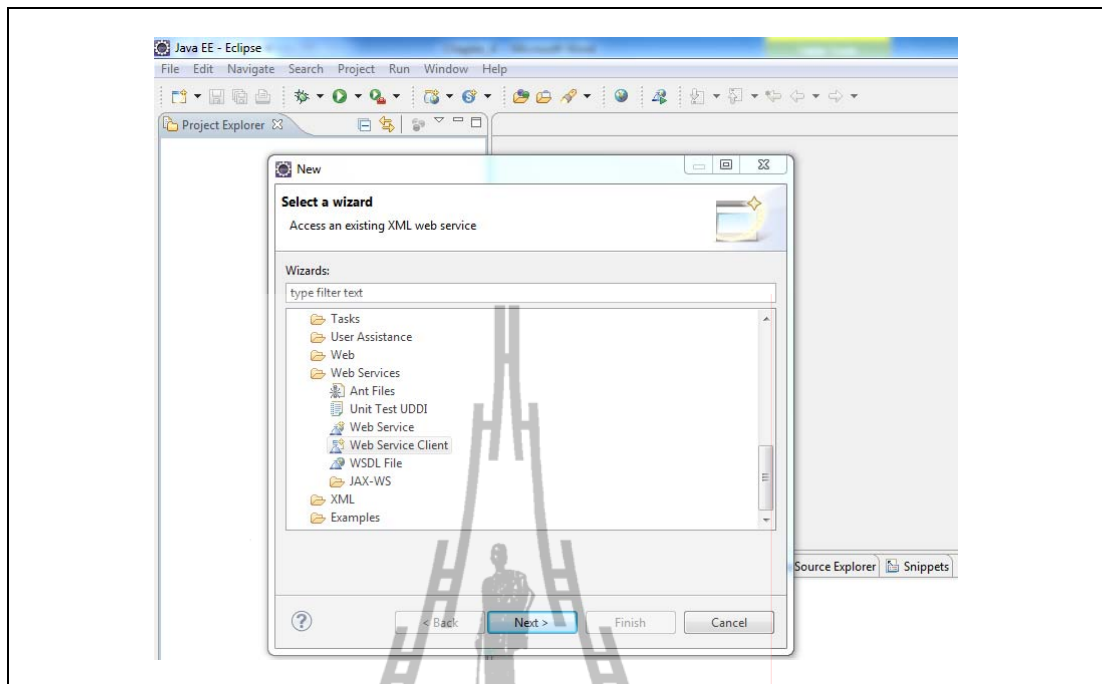 Java EE - Eclipse
File Edit Navigate Search Project Run Window Help
Project Explorer
New
Select a wizard
Access an existing XML web service
Wizards:
type filter text
Tasks
User Assistance
Web
Web Services
Ant Files
Unit Test UDDI
Web Service
Web Service Client
WSDL File
JAX-WS
XML
Examples
Source Explorer Snippets
< Back Next > Finish Cancel